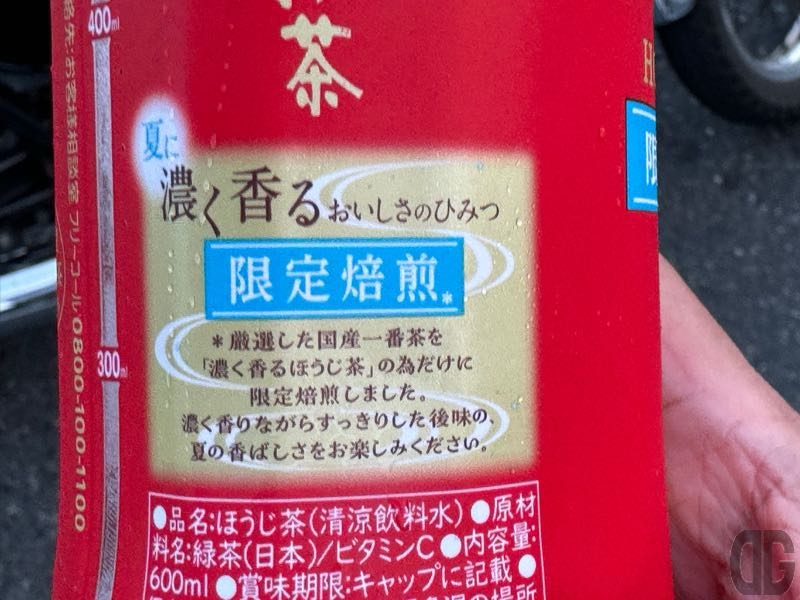 400ml
茶
夏に
濃く香るおいしさのひみつ
限定焙煎*
*厳選した国産一番茶を
「濃く香るほうじ茶」の為だけに
限定焙煎しました。
濃く香りながらすっきりした後味の、
夏の香ばしさをお楽しみください。
300ml
絡先:お客様相談室 フリーコール0800-100-1100
●品名:ほうじ茶(清涼飲料水)●原材
料名:緑茶(日本)/ビタミンC●内容量:
600ml●賞味期限:キャップに記載●
の場所
H
限
DG